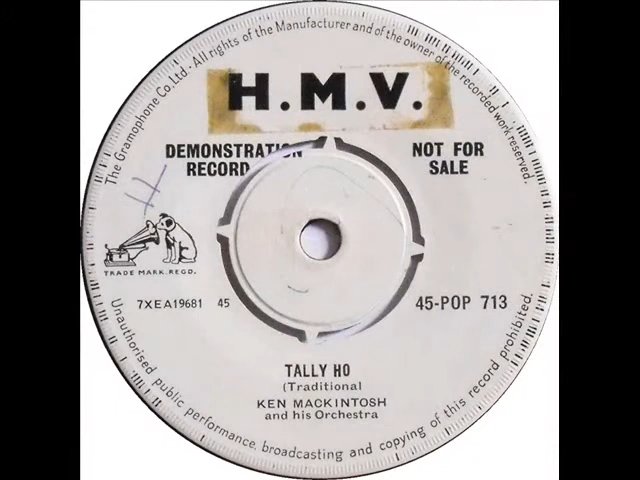 The Gramophone Co. Ltd - All rights of the Manufacturer and of the owner of the recorded work reserved.
H.M.V.
DEMONSTRATION
RECORD
NOT FOR
SALE
TRADE MARK. REGD.
7XEA19681 45
45-POP 713
TALLY HO
(Traditional
KEN MACKINTOSH
and his Orchestra
Unauthorised public performance, broadcasting and copying of this record prohibited.